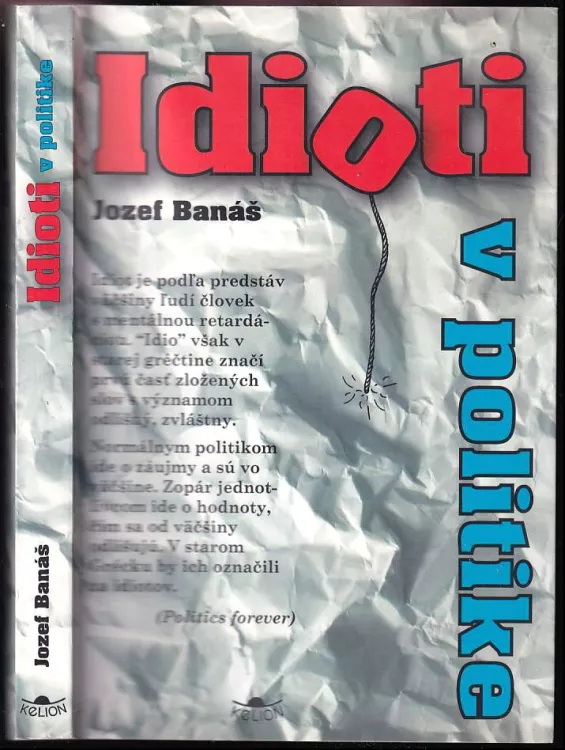 Idioti
v politike
Jozef Banáš
KELION
Idioti
Jozef Banáš
v politike
Idiot je podľa predstáv
väčšiny ľudí človek
s mentálnou retardá-
ciou. "Idio" však v
starej gréčtine značí
prvú časť zložených
slov s významom
odlišný, zvláštny.
Normálnym politikom
ide o záujmy a sú vo
väčšine. Zopár jednot-
livcom ide o hodnoty,
čím sa od väčšiny
odlišujú. V starom
Grécku by ich označili
za idiotov.
(Politics forever)
KELION